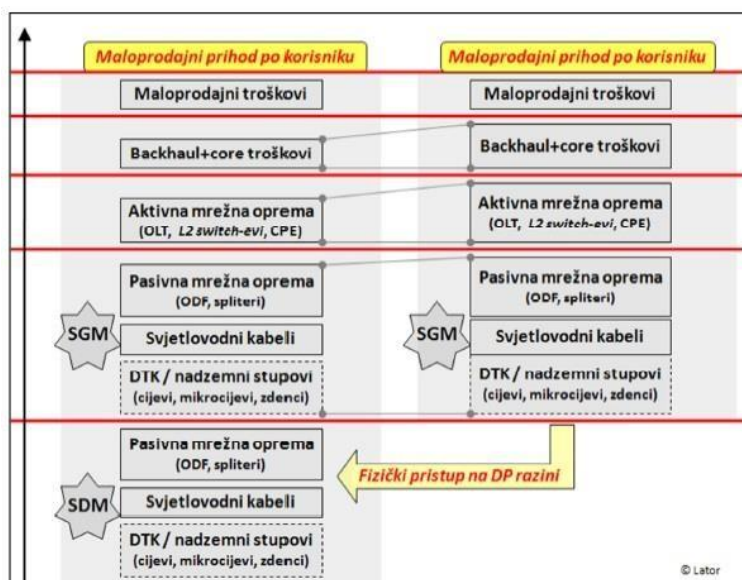 Maloprodajni prihod po korisniku
Maloprodajni troškovi
Backhaul+core troškovi
Aktivna mrežna oprema
(OLT, L2 switch-evi, CPE)
SGM
Pasivna mrežna oprema
(ODF, spliteri)
Svjetlovodni kabeli
DTK / nadzemni stupovi
(cijevi, mikrocijevi, zdenci)
SDM
Pasivna mrežna oprema
(ODF, spliteri)
Svjetlovodni kabeli
DTK / nadzemni stupovi
(cijevi, mikrocijevi, zdenci)
Maloprodajni prihod po korisniku
Maloprodajni troškovi
Backhaul+core troškovi
Aktivna mrežna oprema
(OLT, L2 switch-evi, CPE)
SGM
Pasivna mrežna oprema
(ODF, spliteri)
Svjetlovodni kabeli
DTK / nadzemni stupovi
(cijevi, mikrocijevi, zdenci)
Fizički pristup na DP razini
© Lator